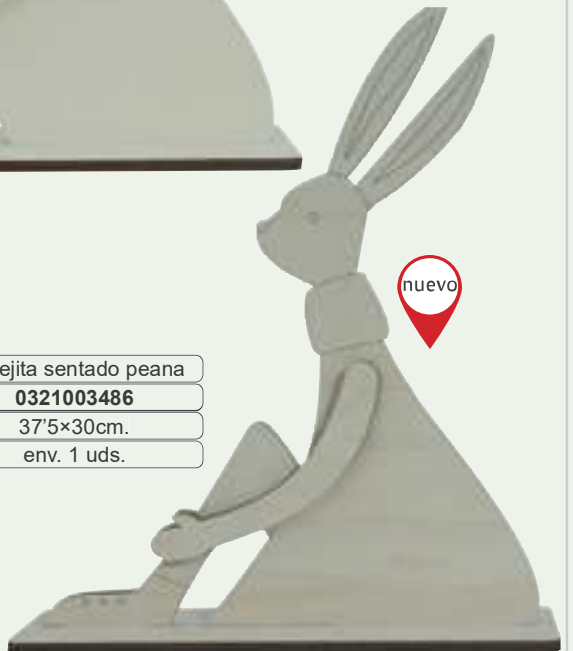 nuevo
ejita sentado peana
0321003486
37'5×30cm.
env. 1 uds.